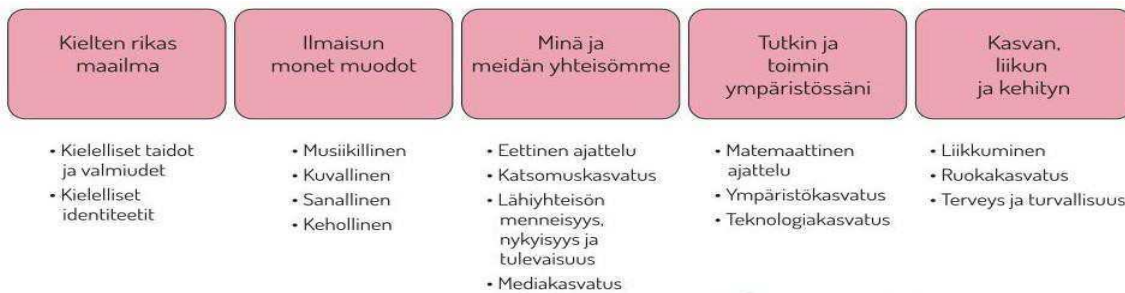 Kielten rikas
maailma
Ilmaisun
monet muodot
Minä ja
meidän yhteisömme
Tutkin ja
toimin
ympäristössäni
Kasvan,
liikun
ja kehityn
• Kielelliset taidot
ja valmiudet
• Kielelliset
identiteetit
• Musiikillinen
• Kuvallinen
• Sanallinen
• Kehollinen
• Eettinen ajattelu
• Katsomuskasvatus
• Lähiyhteisön
menneisyys,
nykyisyys ja
tulevaisuus
• Mediakasvatus
• Matemaattinen
ajattelu
• Ympäristökasvatus
• Teknologiakasvatus
• Liikkuminen
• Ruokakasvatus
• Terveys ja turvallisuus